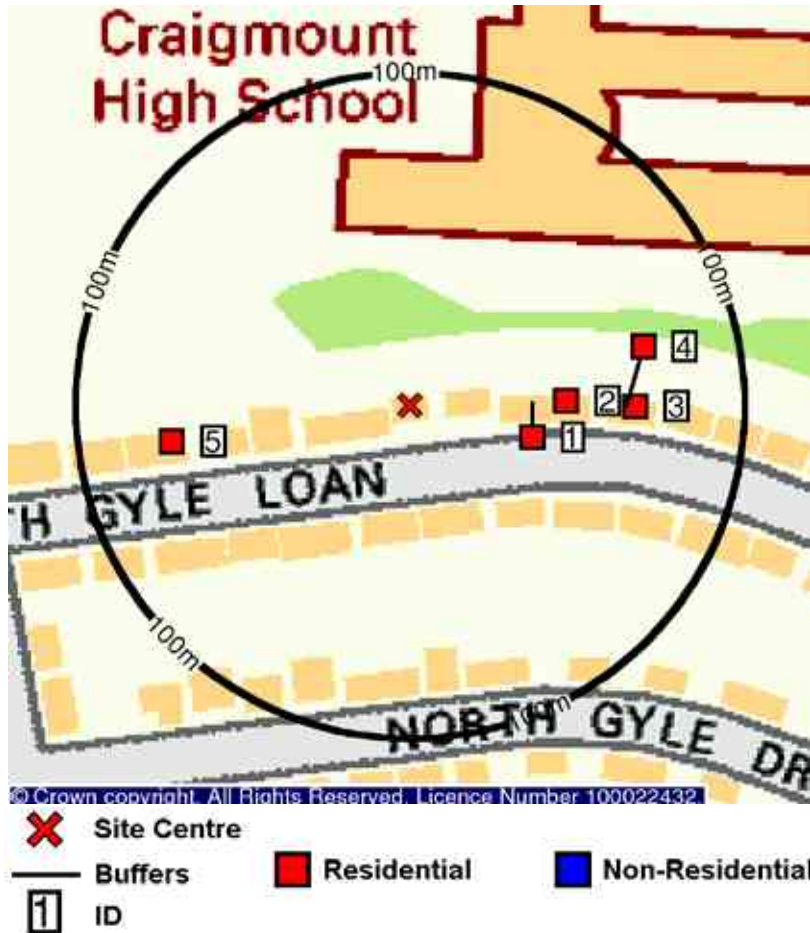 Craigmount
High School
100m
100m
100m
4
2
3
1
5
TH GYLE LOAN
100m
100m
NORTH GYLE DR
© Crown copyright. All Rights Reserved. Licence Number 100022432.
Site Centre
Buffers
Residential
Non-Residential
1
ID